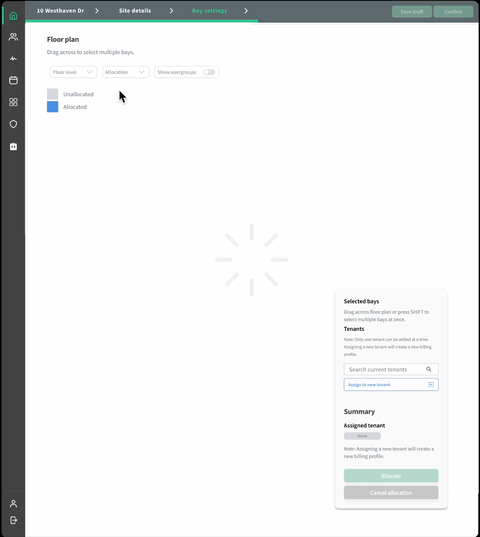 10 Westhaven Dr
Site details
Bay settings
Save draft
Confirm
Floor plan
Drag across to select multiple bays.
Floor level
Allocation
Show usergroups
Unallocated
Allocated
Selected bays
Drag across floor plan or press SHIFT to
select multiple bays at once.
Tenants
Note: Only one tenant can be added at a time.
Assigning a new tenant will create a new billing
profile.
Search current tenants
Assign to new tenant
Summary
Assigned tenant
None
Note: Assigning a new tenant will create a
new billing profile.
Allocate
Cancel allocation